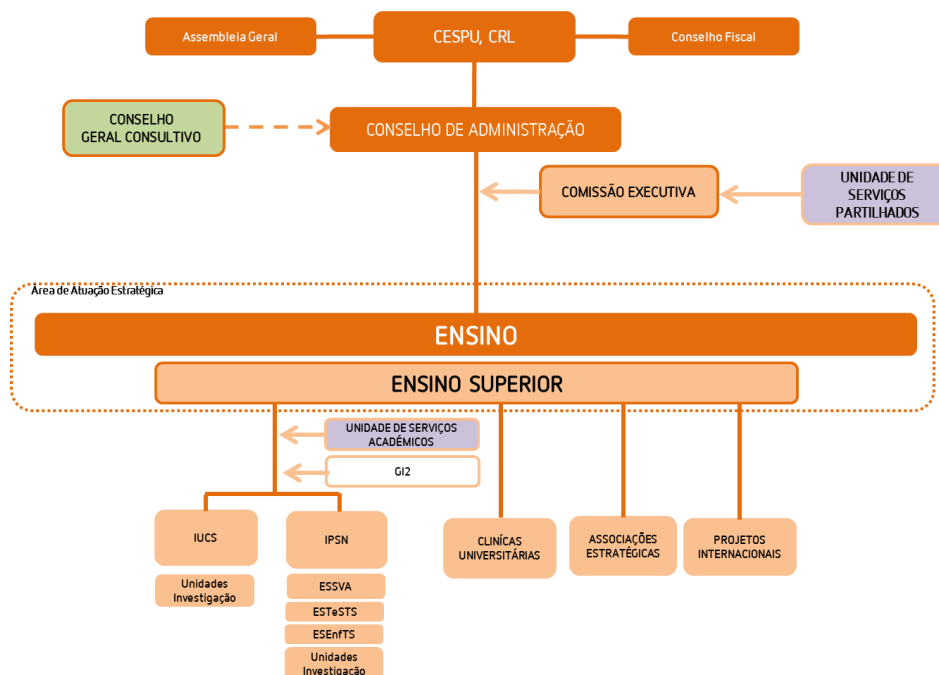 Assembleia Geral
CESPU, CRL
Conselho Fiscal
CONSELHO
GERAL CONSULTIVO
CONSELHO DE ADMINISTRAÇÃO
COMISSÃO EXECUTIVA
UNIDADE DE
SERVIÇOS
PARTILHADOS
Área de Atuação Estratégica
ENSINO
ENSINO SUPERIOR
UNIDADE DE SERVIÇOS
ACADÉMICOS
GI2
IUCS
IPSN
CLINÍCAS
UNIVERSITÁRIAS
ASSOCIAÇÕES
ESTRATÉGICAS
PROJETOS
INTERNACIONAIS
Unidades
Investigação
ESSVA
ESTeSTS
ESEnfTS
Unidades
Investigação